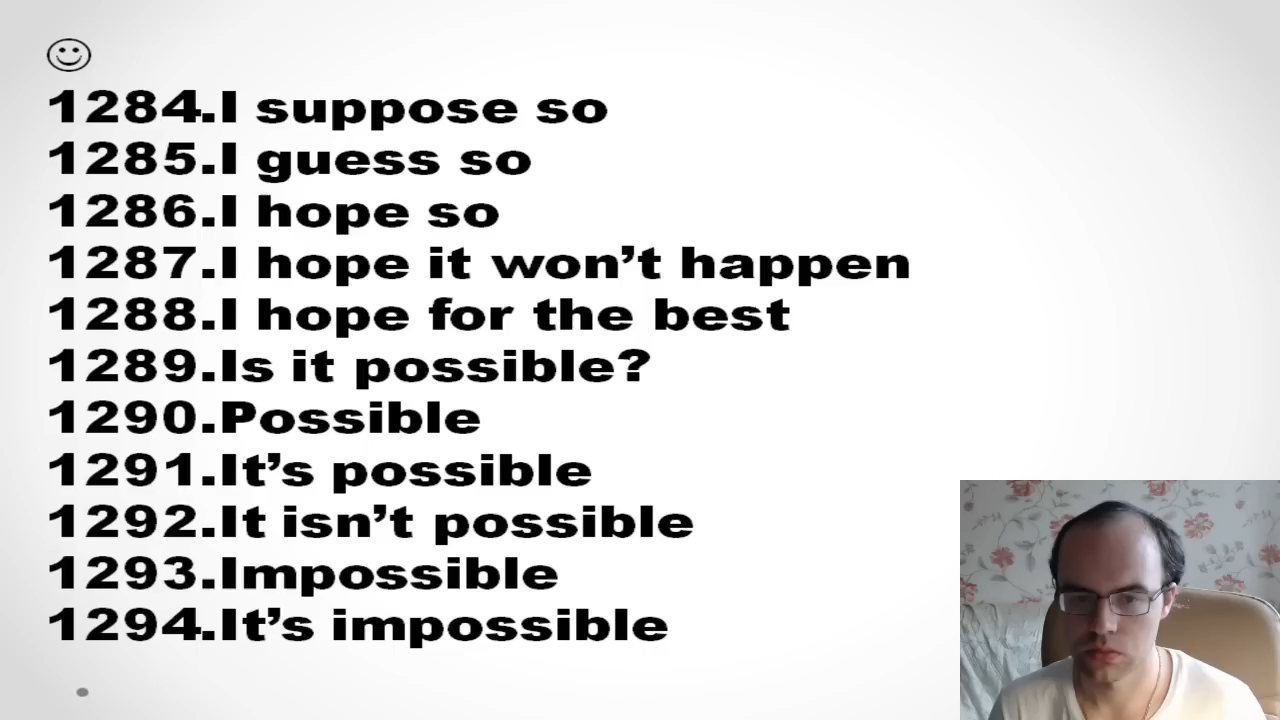 1284.I suppose so
1285.I guess so
1286.I hope so
1287.I hope it won’t happen
1288.I hope for the best
1289.Is it possible?
1290.Possible
1291.It’s possible
1292.It isn’t possible
1293.Impossible
1294.It’s impossible